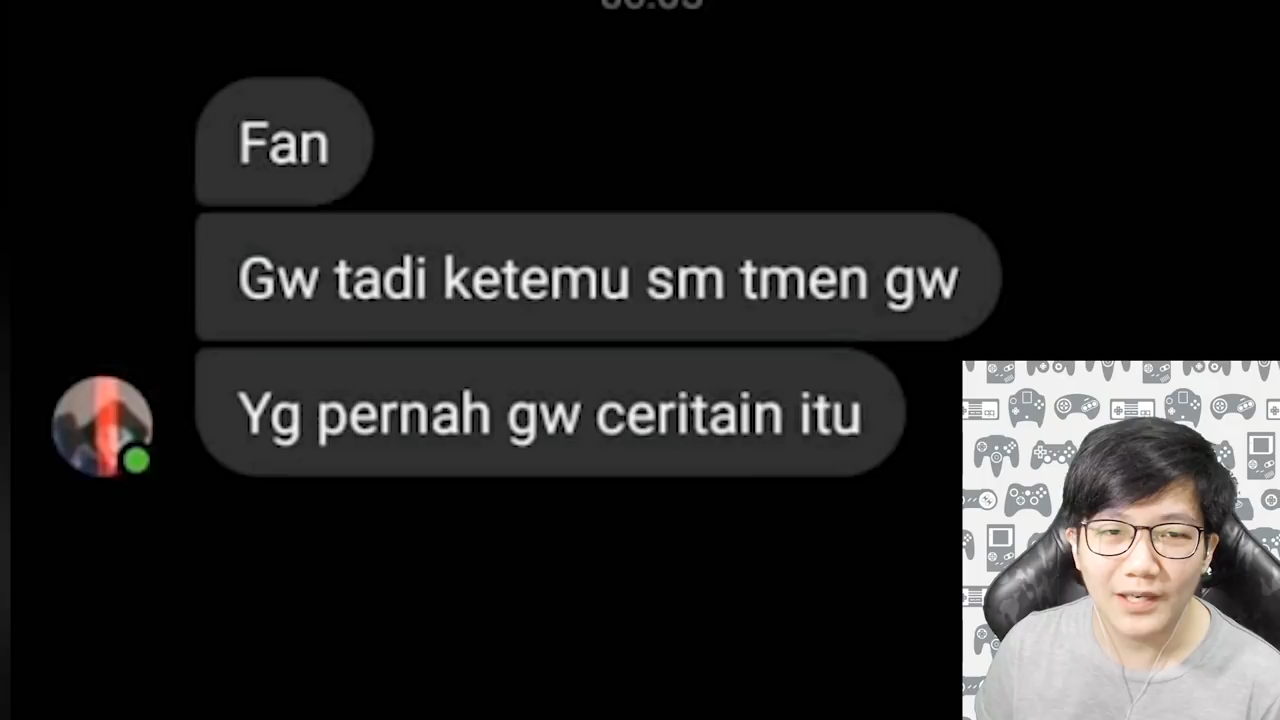 Fan
Gw tadi ketemu sm tmen gw
Yg pernah gw ceritain itu